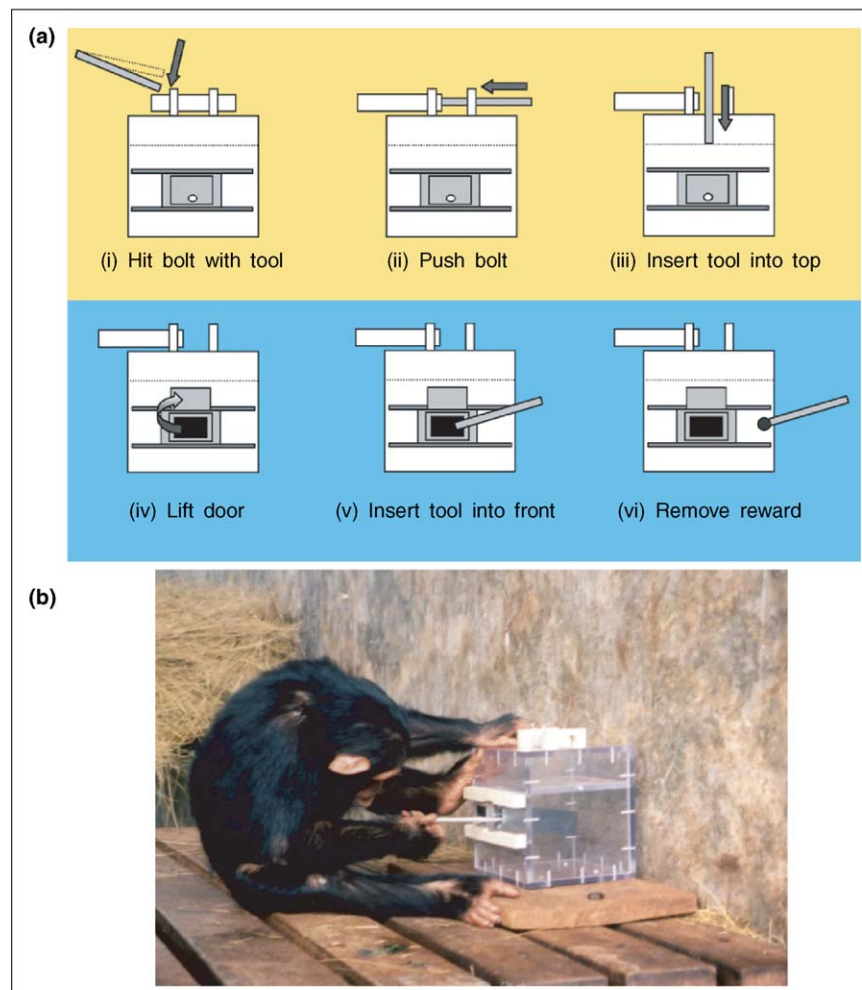 (a)
(i) Hit bolt with tool
(ii) Push bolt
(iii) Insert tool into top
(iv) Lift door
(v) Insert tool into front
(vi) Remove reward
(b)